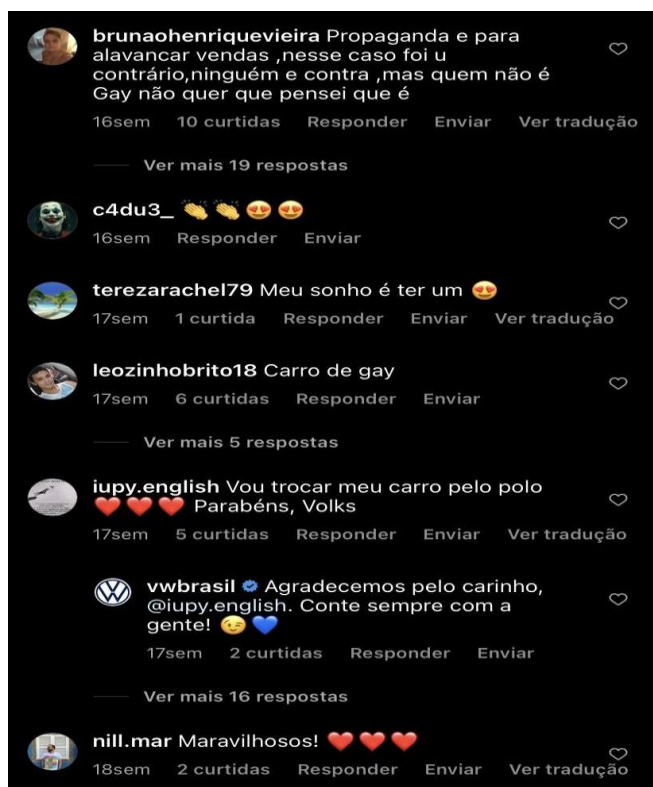 brunaohenriquevieira Propaganda e para
alavancar vendas ,nesse caso foi u
contrário,ninguém e contra ,mas quem não é
Gay não quer que pensei que é
16sem 10 curtidas Responder Enviar Ver tradução
Ver mais 19 respostas
c4du3_ 👏👏😍😍
16sem Responder Enviar
terezarachel79 Meu sonho é ter um 😍
17sem 1 curtida Responder Enviar Ver tradução
leozinhobrito18 Carro de gay
17sem 6 curtidas Responder Enviar
Ver mais 5 respostas
iupy.english Vou trocar meu carro pelo polo
❤️❤️❤️ Parabéns, Volks
17sem 5 curtidas Responder Enviar Ver tradução
vwbrasil Agradecemos pelo carinho,
@iupy.english. Conte sempre com a
gente! 😉💙
17sem 2 curtidas Responder Enviar
Ver mais 16 respostas
nill.mar Maravilhosos! ❤️❤️❤️
18sem 2 curtidas Responder Enviar Ver tradução